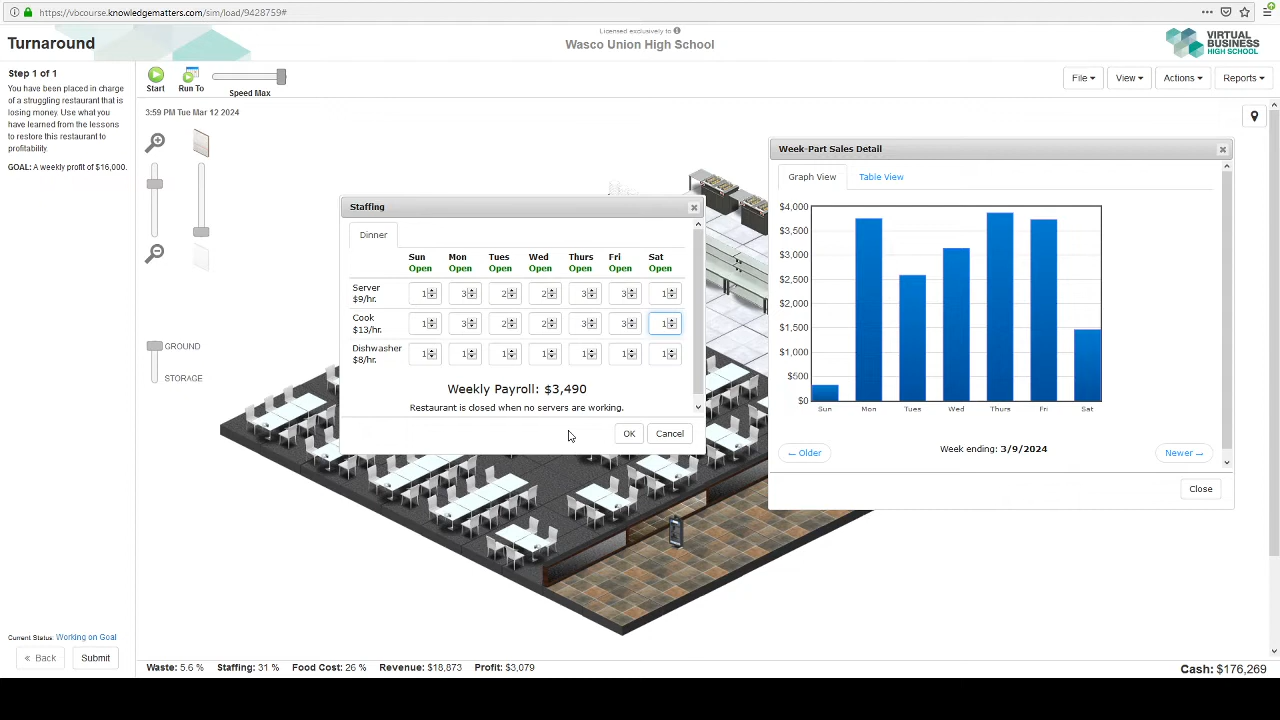 https://vbcourse.knowledgematters.com/sim/load/9428759#
Turnaround
Licensed exclusively to
Wasco Union High School
VIRTUAL
BUSINESS
HIGH SCHOOL
Step 1 of 1
You have been placed in charge
of a struggling restaurant that is
losing money. Use what you
have learned from the lessons
to restore this restaurant to
profitability.
GOAL: A weekly profit of $16,000.
Start
Run To
Speed Max
File
View
Actions
Reports
3:59 PM Tue Mar 12 2024
GROUND
STORAGE
Staffing
Dinner
Sun Mon Tues Wed Thurs Fri Sat
Open Open Open Open Open Open Open
Server $9/hr. 1 3 2 2 3 3 1
Cook $13/hr. 1 3 2 2 3 3 1
Dishwasher $8/hr. 1 1 1 1 1 1 1
Weekly Payroll: $3,490
Restaurant is closed when no servers are working.
OK Cancel
Week-Part Sales Detail
Graph View Table View
$4,000
$3,500
$3,000
$2,500
$2,000
$1,500
$1,000
$500
$0
Sun Mon Tues Wed Thurs Fri Sat
← Older
Week ending: 3/9/2024
Newer →
Close
Current Status: Working on Goal
« Back
Submit
Waste: 5.6 % Staffing: 31 % Food Cost: 26 % Revenue: $18,873 Profit: $3,079
Cash: $176,269